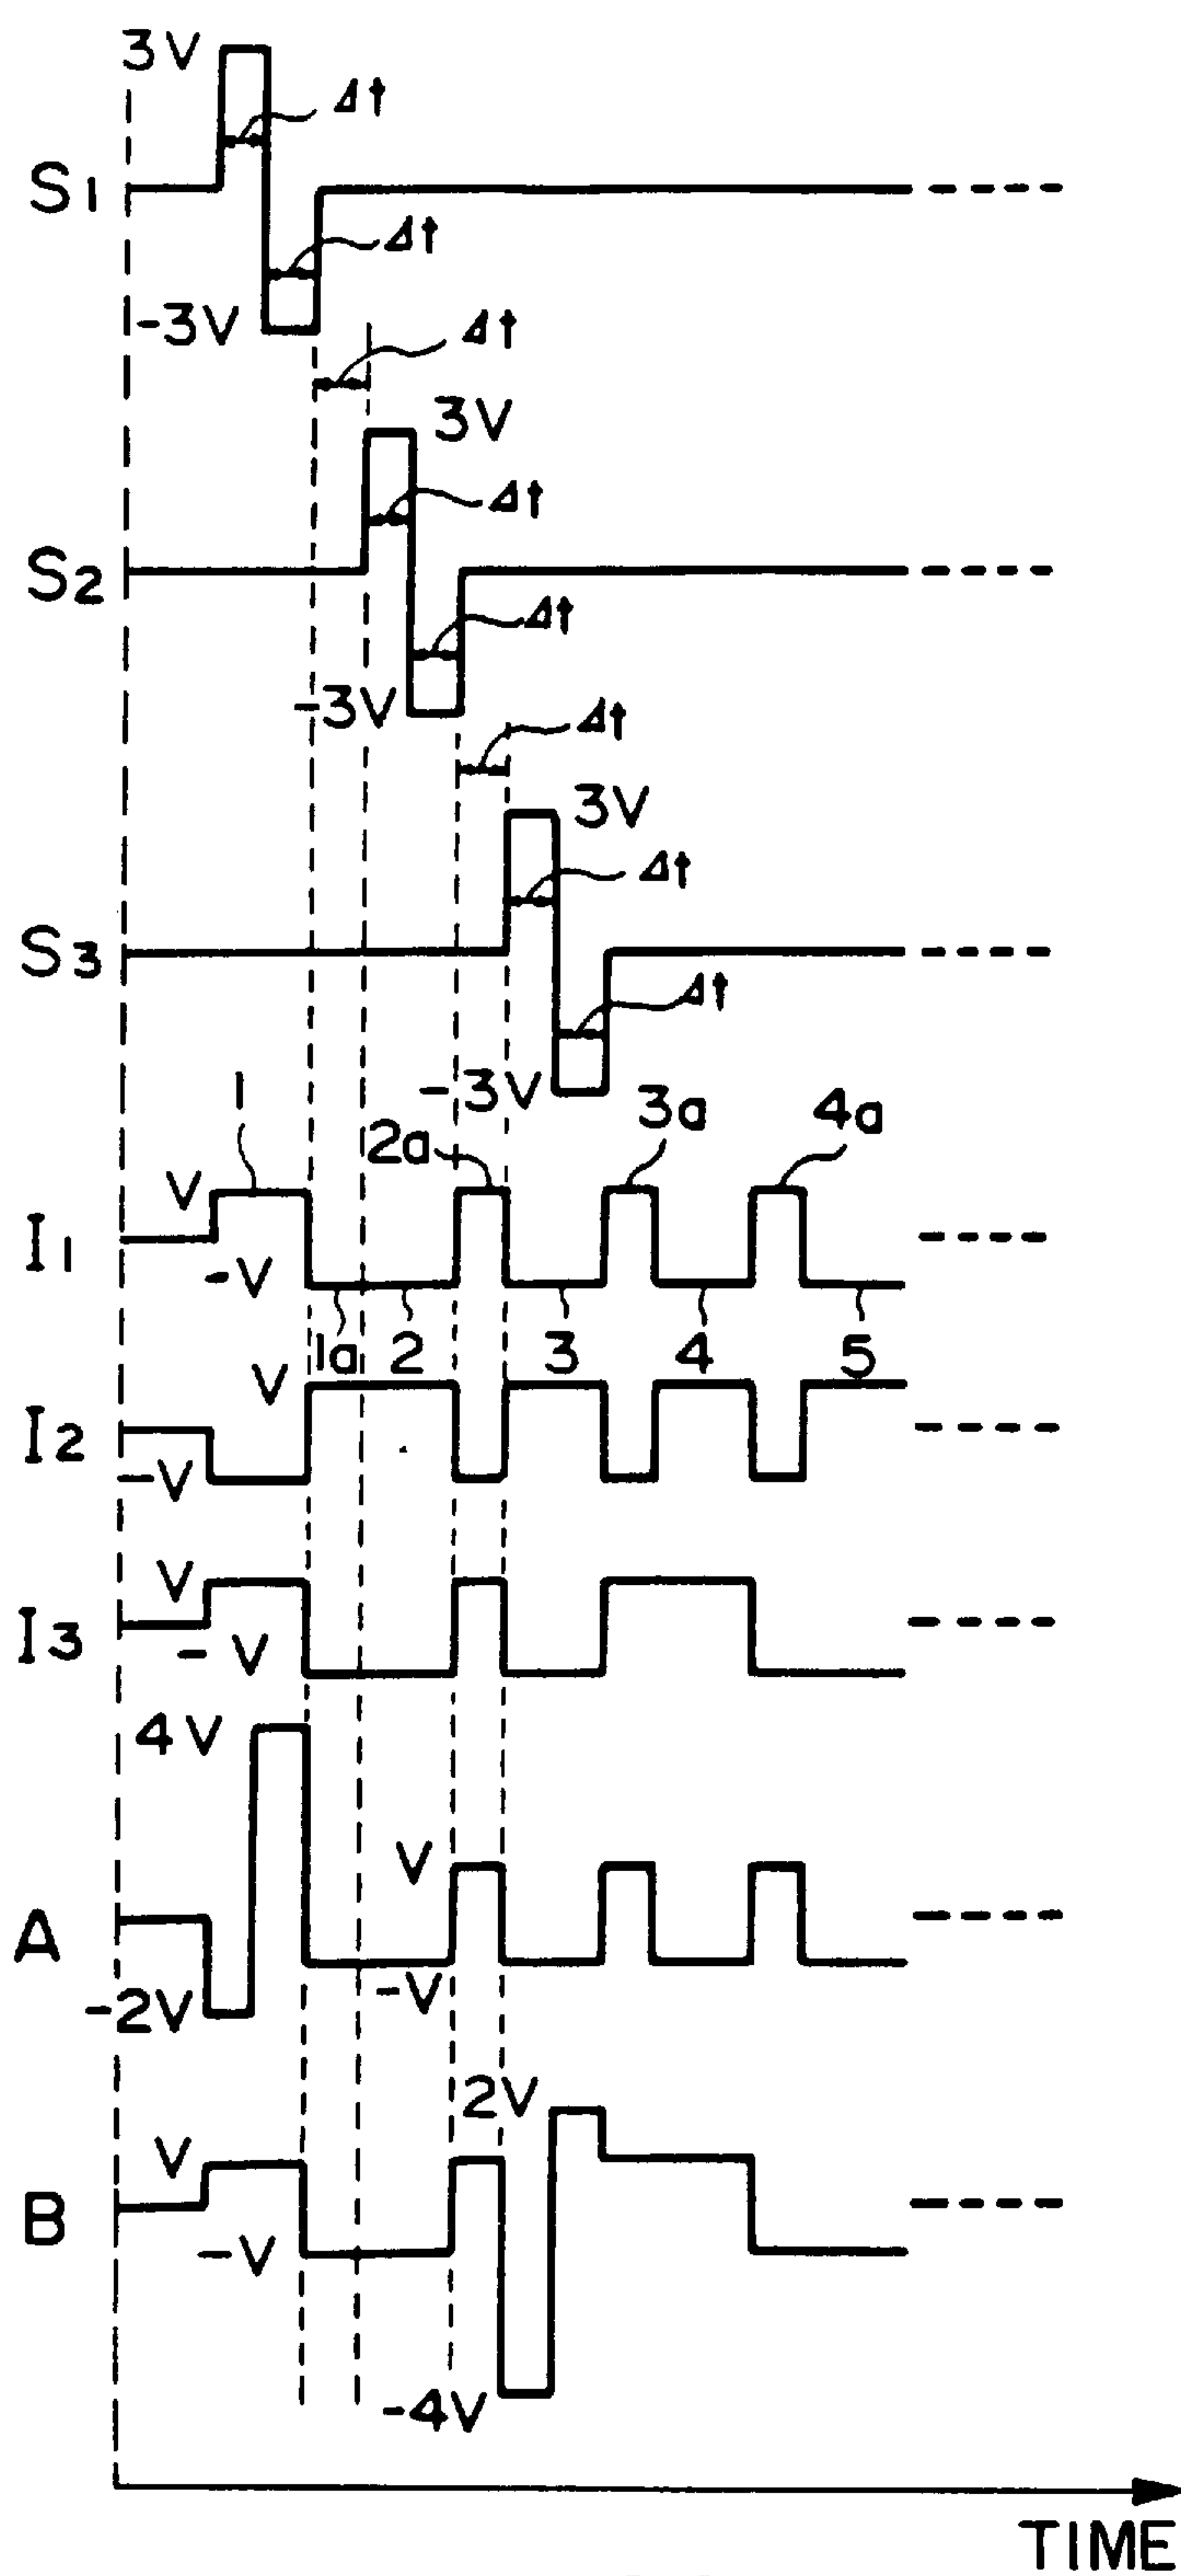 3V
Δt
S1
Δt
-3V
Δt
3V
Δt
S2
Δt
-3V
Δt
3V
Δt
S3
Δt
-3V
1
2a
3a
4a
V
I1
-V
1a
2
3
4
5
V
I2
-V
V
I3
-V
4V
V
A
-V
-2V
2V
V
B
-V
-4V
TIME